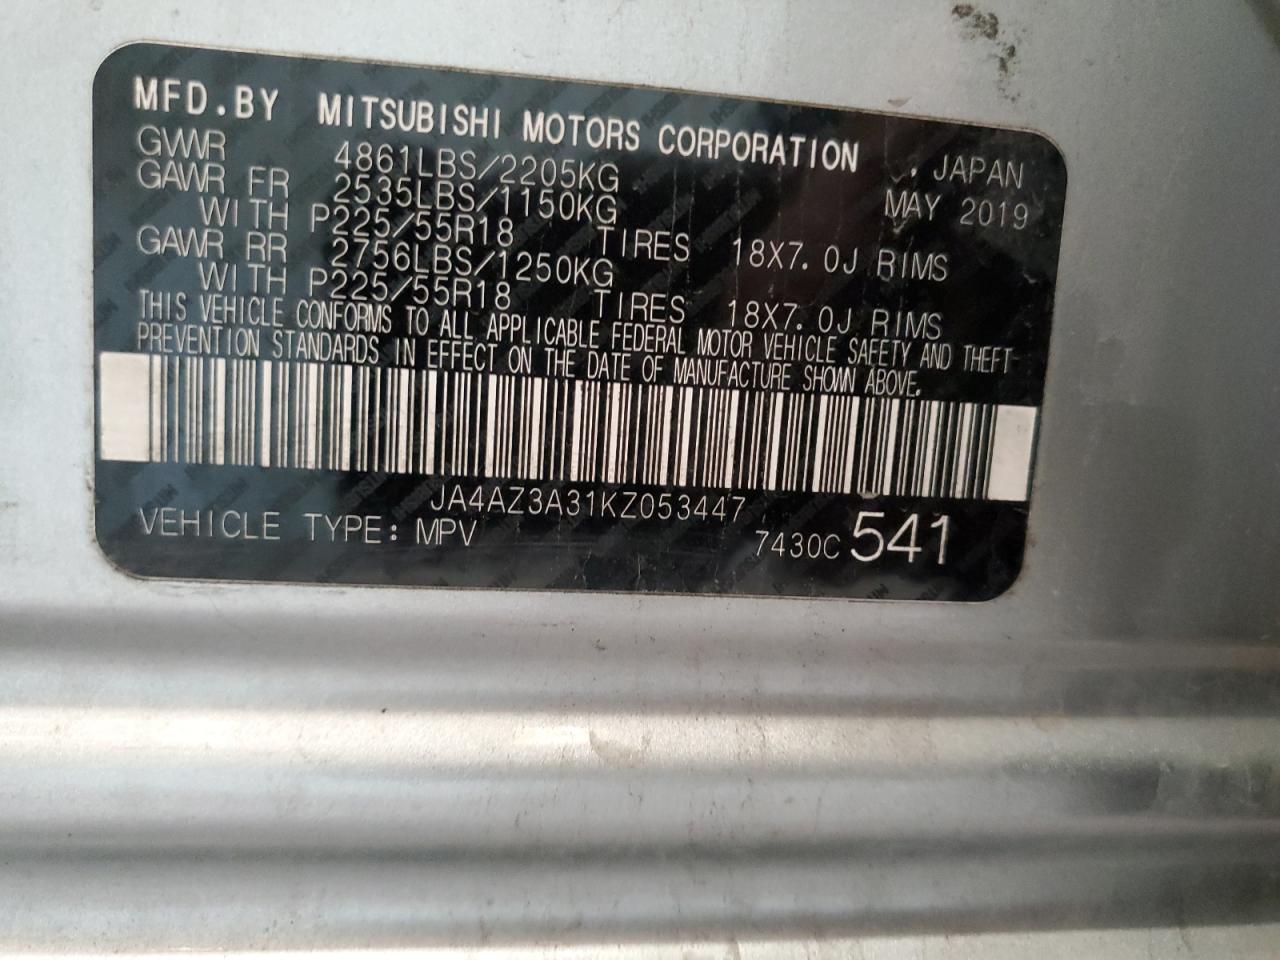 MFD.BY MITSUBISHI MOTORS CORPORATION , JAPAN
GWWR 4861LBS/2205KG MAY 2019
GAWR FR 2535LBS/1150KG
WITH P225/55R18 TIRES 18X7.0J RIMS
GAWR RR 2756LBS/1250KG
WITH P225/55R18 TIRES 18X7.0J RIMS
THIS VEHICLE CONFORMS TO ALL APPLICABLE FEDERAL MOTOR VEHICLE SAFETY AND THEFT
PREVENTION STANDARDS IN EFFECT ON THE DATE OF MANUFACTURE SHOWN ABOVE.
JA4AZ3A31KZ053447
VEHICLE TYPE: MPV 7430C 541